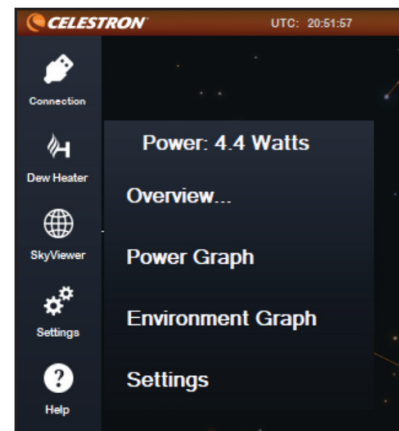 CELESTRON
UTC: 20:51:57
Connection
Dew Heater
SkyViewer
Settings
Help
Power: 4.4 Watts
Overview...
Power Graph
Environment Graph
Settings